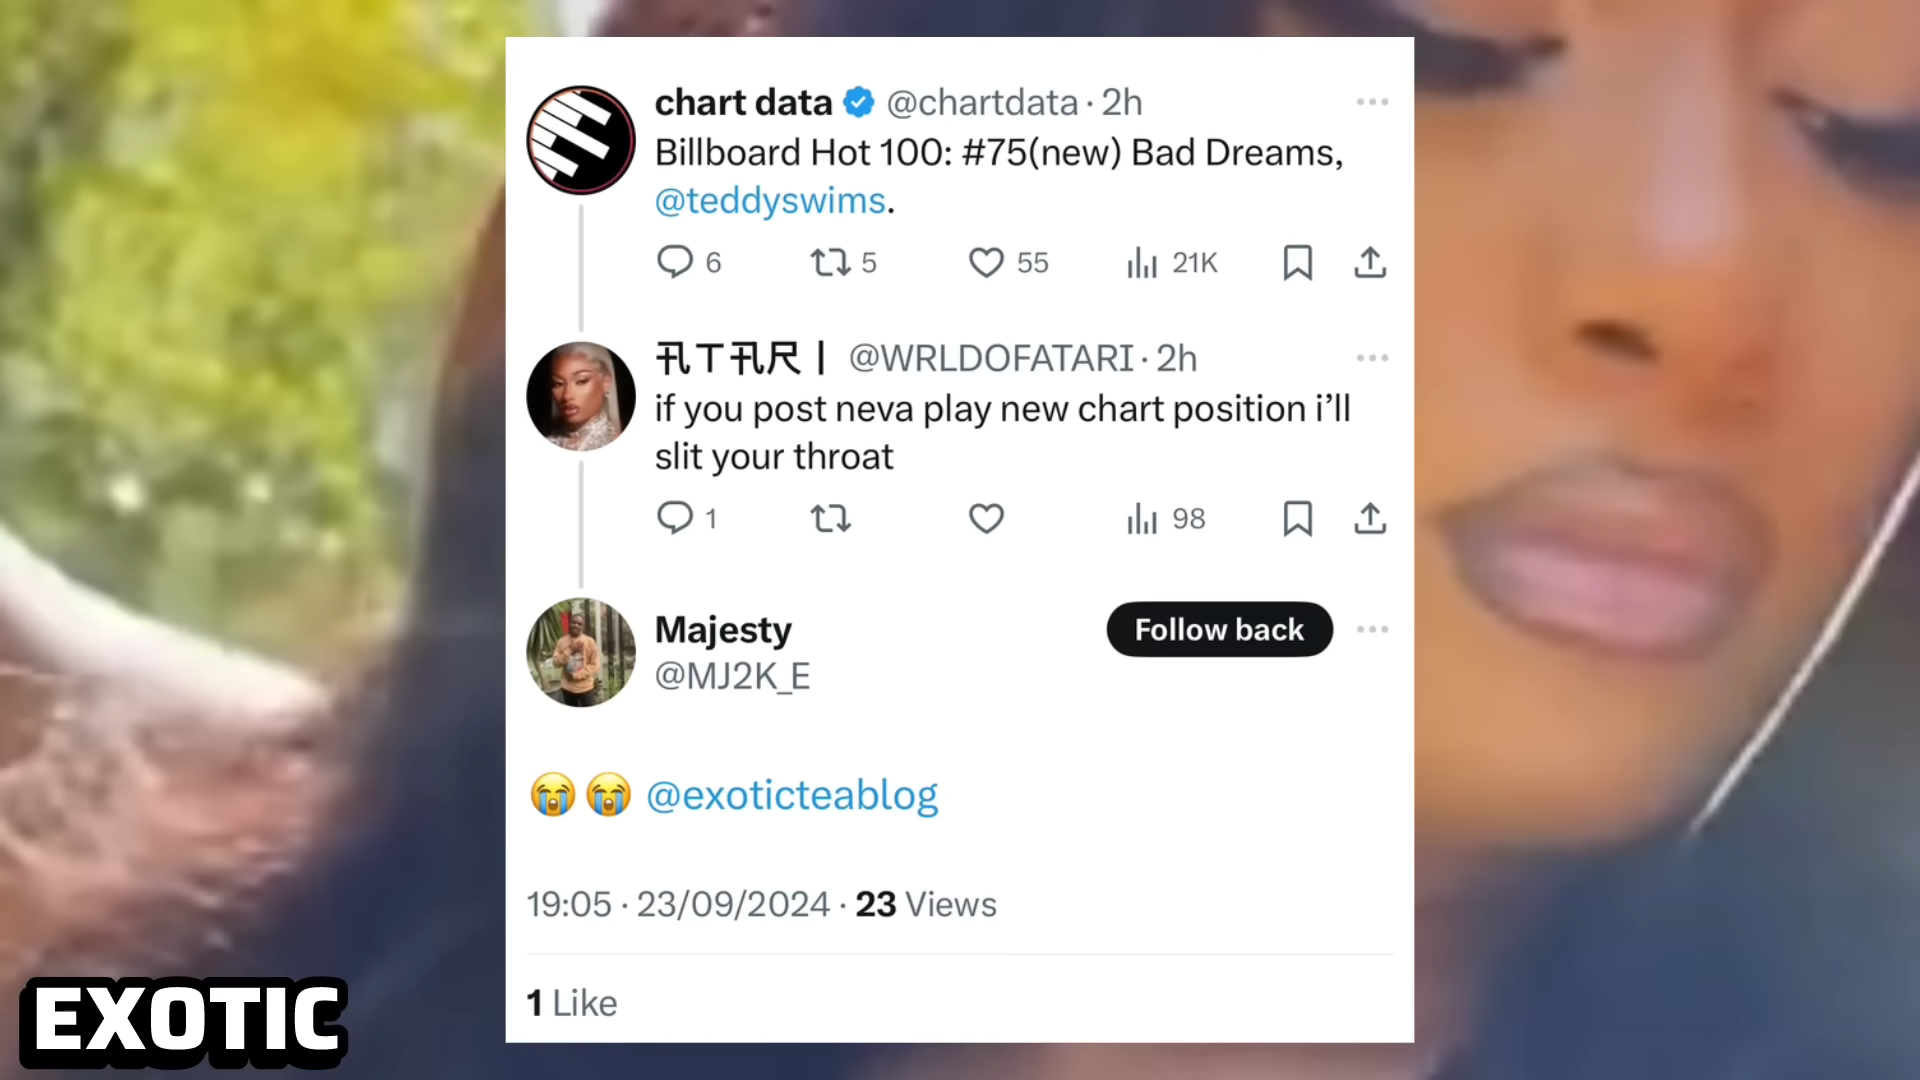 chart data @chartdata · 2h
Billboard Hot 100: #75(new) Bad Dreams,
@teddyswims.
6 5 55 21K
卂ㄒ卂尺丨 @WRLDOFATARI · 2h
if you post neva play new chart position i’ll
slit your throat
1 98
Majesty
Follow back
@MJ2K_E
😭😭 @exoticteablog
19:05 · 23/09/2024 · 23 Views
1 Like
EXOTIC